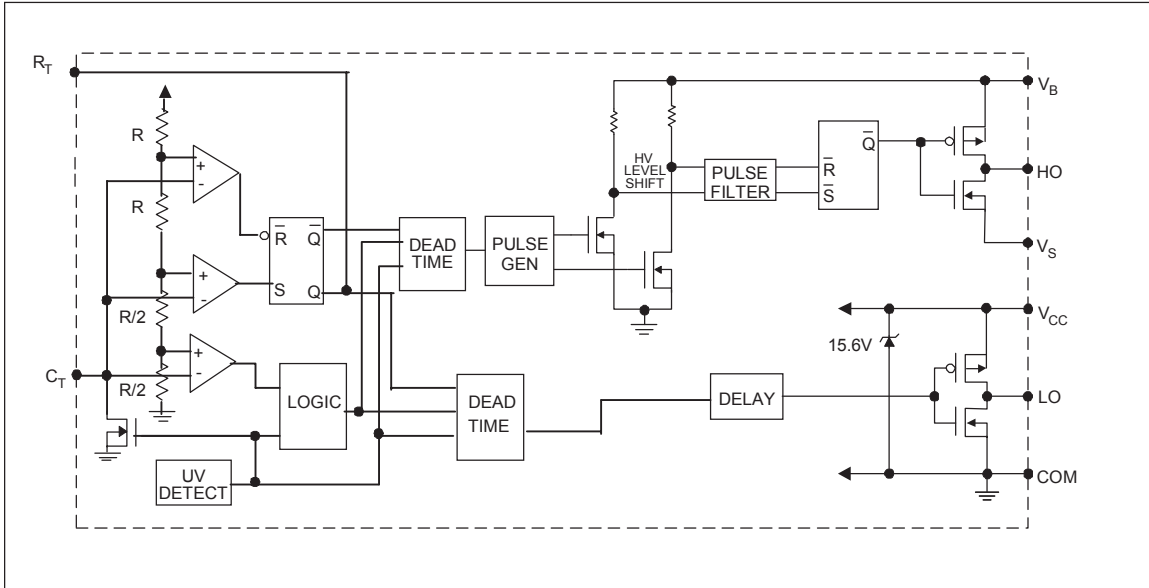 R_T
V_B
R
+
-
HV
LEVEL
SHIFT
PULSE
FILTER
R̅
S̅
Q̅
HO
R
R̅
Q̅
S
Q
DEAD
TIME
PULSE
GEN
V_S
+
-
R/2
V_CC
15.6V
+
-
C_T
R/2
LOGIC
DEAD
TIME
DELAY
LO
UV
DETECT
COM